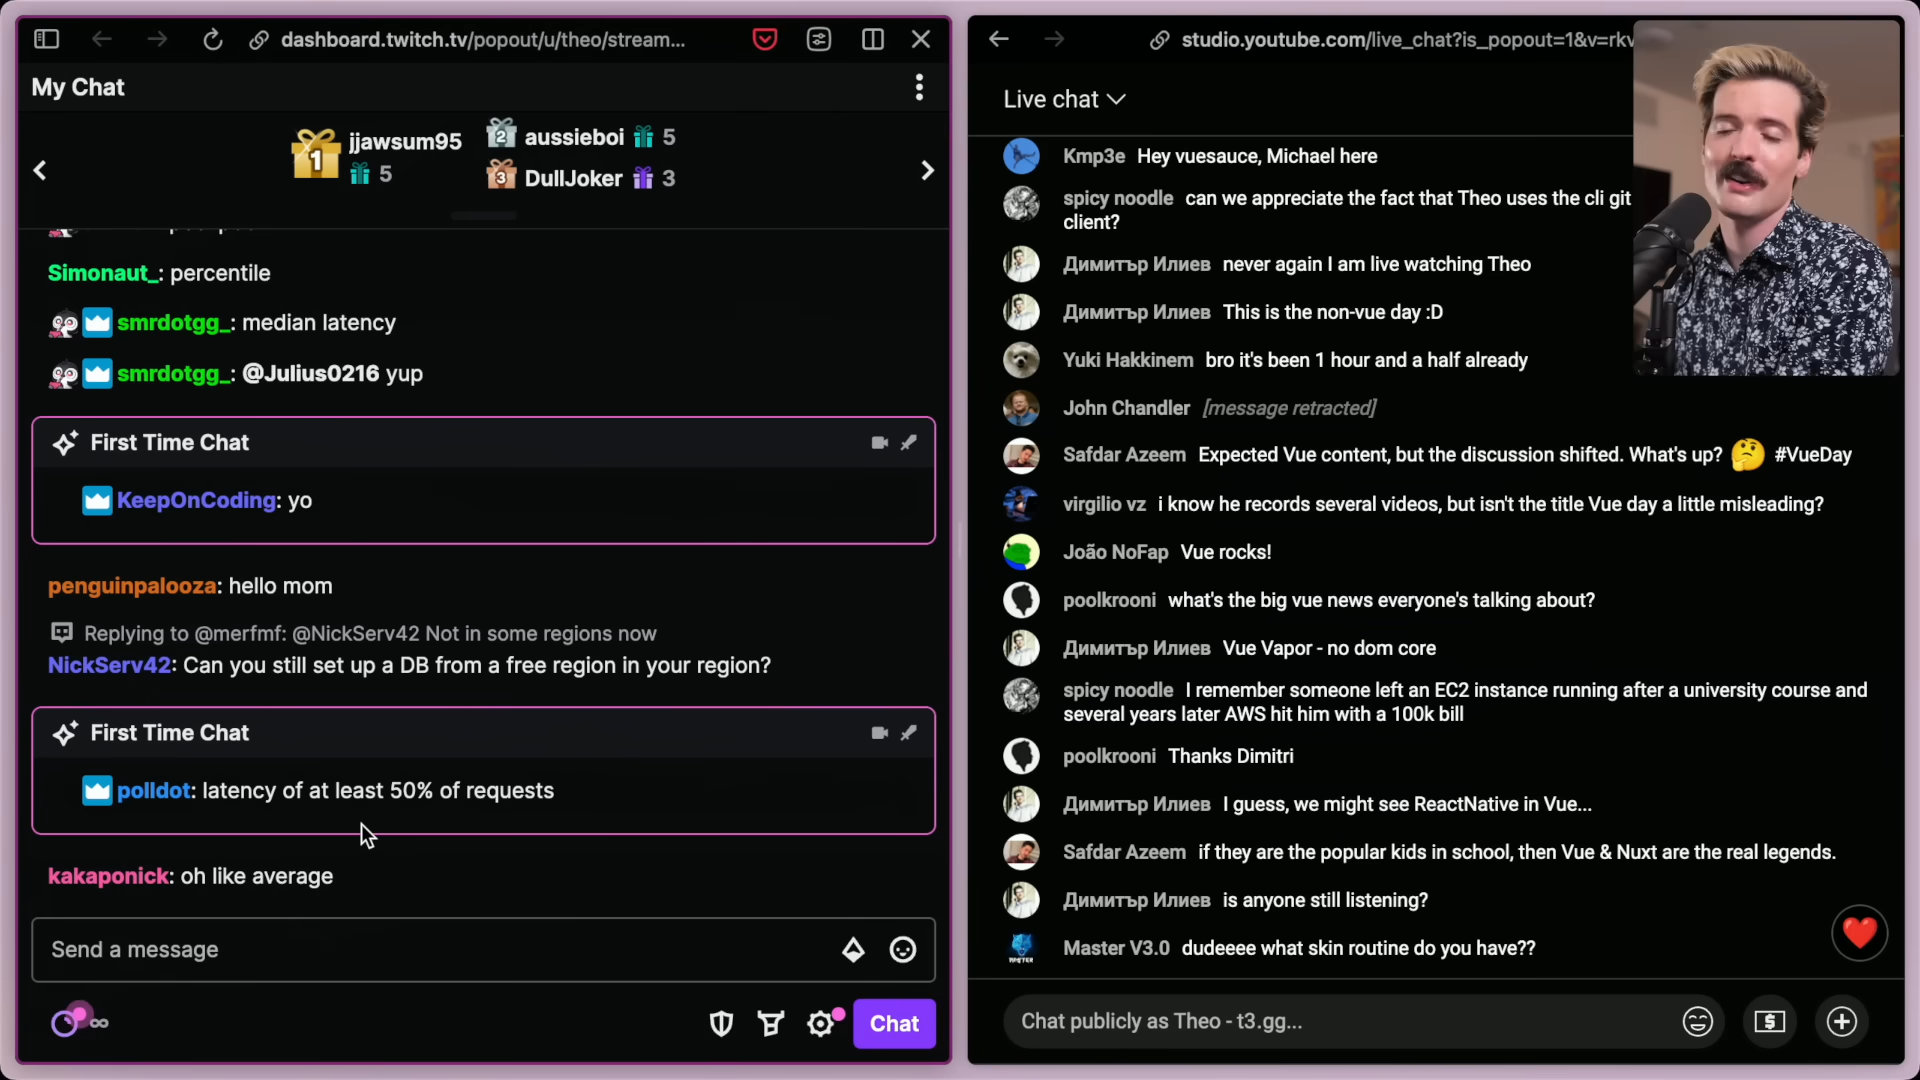 dashboard.twitch.tv/popout/u/theo/stream...
My Chat
1
jjawsum95
5
2
aussieboi
5
3
DullJoker
3
Simonaut_: percentile
smrdotgg_: median latency
smrdotgg_: @Julius0216 yup
First Time Chat
KeepOnCoding: yo
penguinpalooza: hello mom
Replying to @merfmf: @NickServ42 Not in some regions now
NickServ42: Can you still set up a DB from a free region in your region?
First Time Chat
polldot: latency of at least 50% of requests
kakaponick: oh like average
Send a message
Chat
studio.youtube.com/live_chat?is_popout=1&v=rkv
Live chat
Kmp3e Hey vuesauce, Michael here
spicy noodle can we appreciate the fact that Theo uses the cli git
client?
Димитър Илиев never again I am live watching Theo
Димитър Илиев This is the non-vue day :D
Yuki Hakkinem bro it's been 1 hour and a half already
John Chandler [message retracted]
Safdar Azeem Expected Vue content, but the discussion shifted. What's up? 🤔 #VueDay
virgilio vz i know he records several videos, but isn't the title Vue day a little misleading?
João NoFap Vue rocks!
poolkrooni what's the big vue news everyone's talking about?
Димитър Илиев Vue Vapor - no dom core
spicy noodle I remember someone left an EC2 instance running after a university course and
several years later AWS hit him with a 100k bill
poolkrooni Thanks Dimitri
Димитър Илиев I guess, we might see ReactNative in Vue...
Safdar Azeem if they are the popular kids in school, then Vue & Nuxt are the real legends.
Димитър Илиев is anyone still listening?
Master V3.0 dudeeee what skin routine do you have??
Chat publicly as Theo - t3.gg...